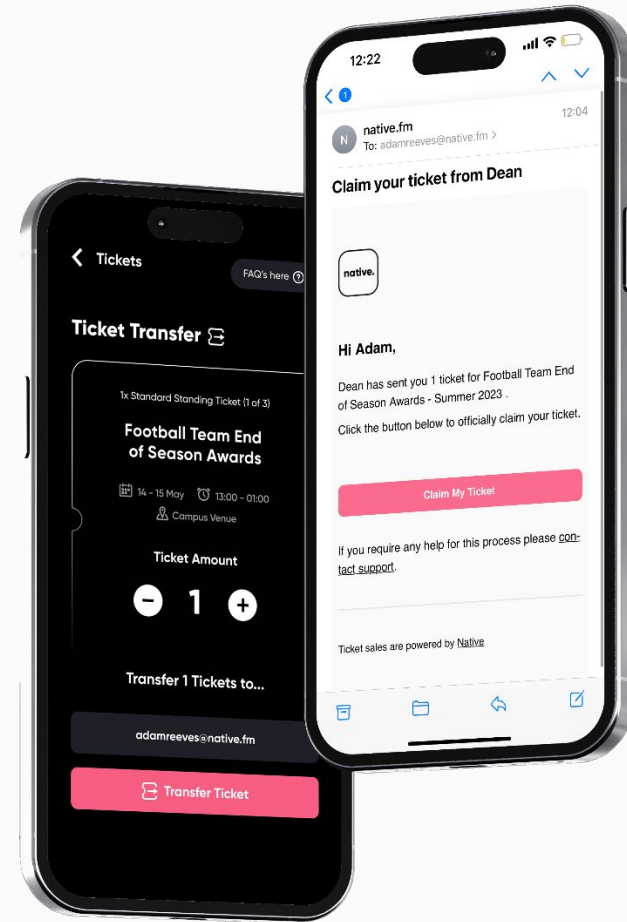 Tickets
FAQ's here
Ticket Transfer
1x Standard Standing Ticket (1 of 3)
Football Team End
of Season Awards
14 - 15 May 13:00 - 01:00
Campus Venue
Ticket Amount
1
Transfer 1 Tickets to...
adamreeves@native.fm
Transfer Ticket
12:22
1
N
native.fm
12:04
To: adamreeves@native.fm
Claim your ticket from Dean
native.
Hi Adam,
Dean has sent you 1 ticket for Football Team End
of Season Awards - Summer 2023 .
Click the button below to officially claim your ticket.
Claim My Ticket
If you require any help for this process please con-
tact support.
Ticket sales are powered by Native